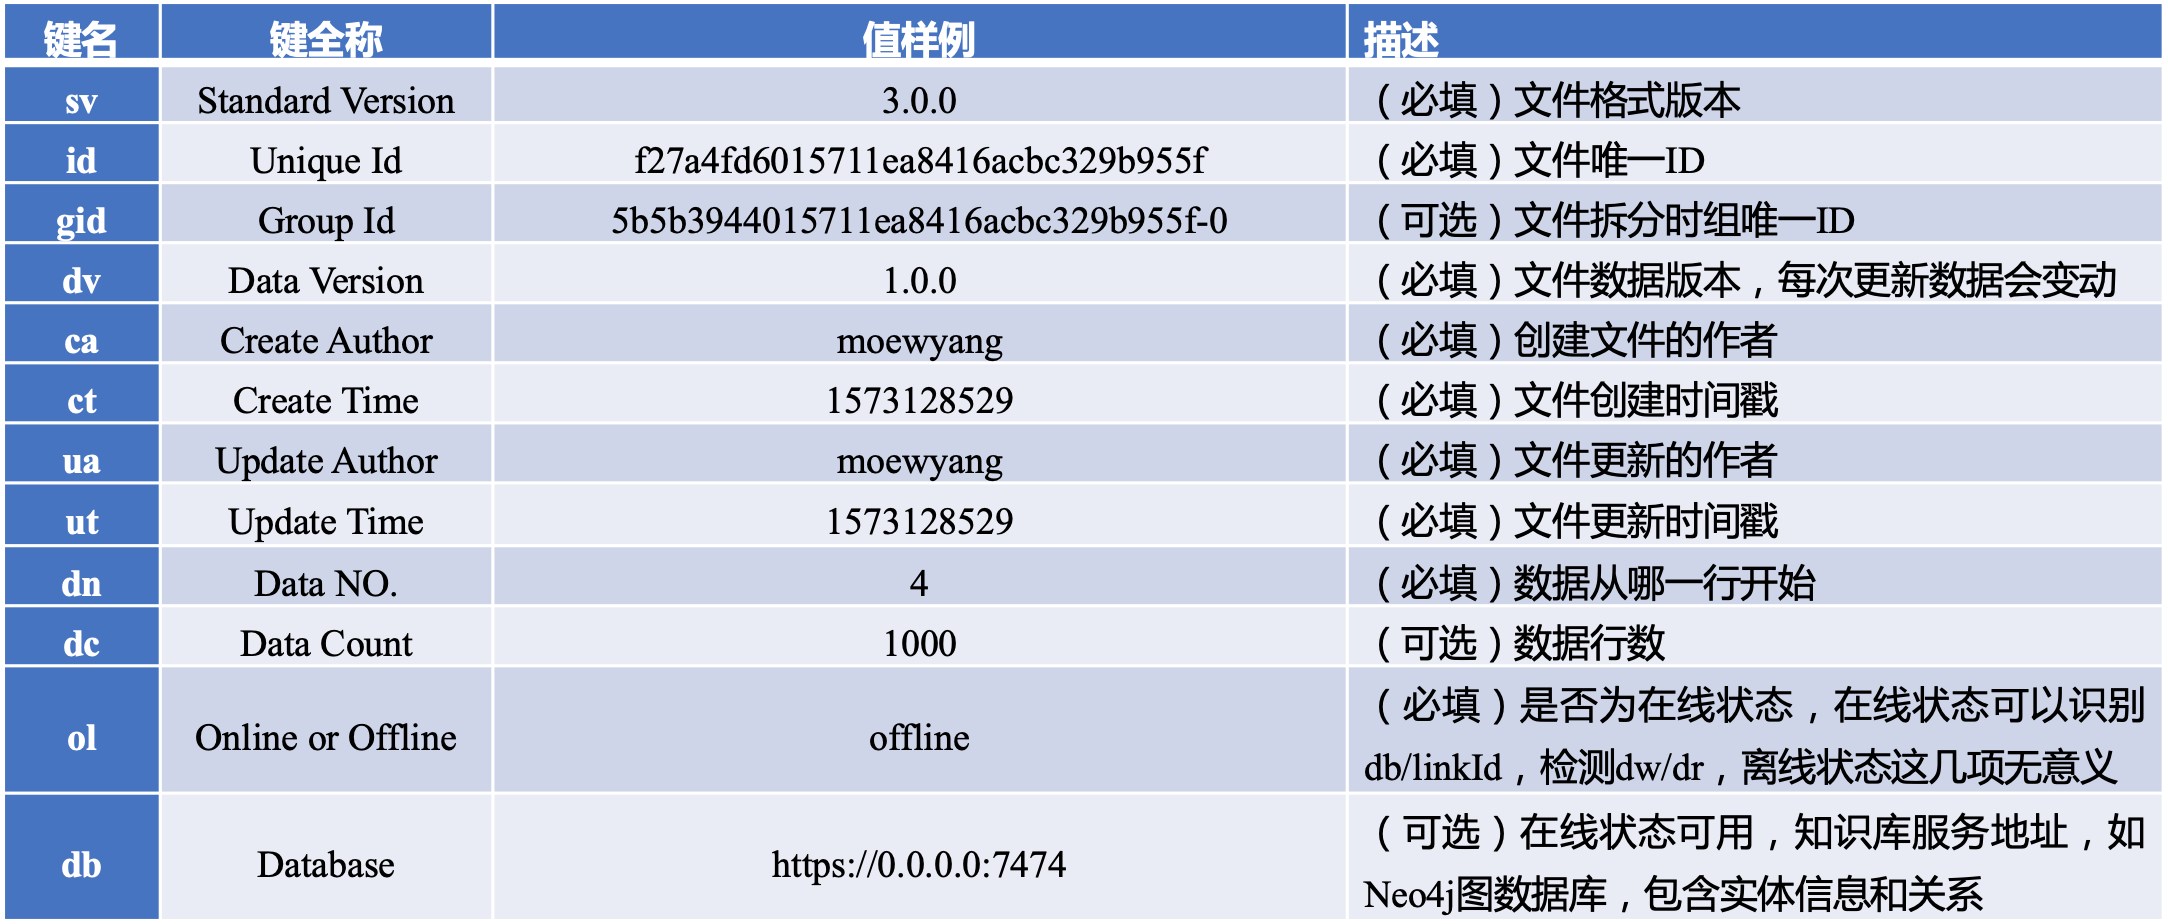 键名 键全称 值样例 描述
sv Standard Version 3.0.0 （必填）文件格式版本
id Unique Id f27a4fd6015711ea8416acbc329b955f （必填）文件唯一ID
gid Group Id 5b5b3944015711ea8416acbc329b955f-0 （可选）文件拆分时组唯一ID
dv Data Version 1.0.0 （必填）文件数据版本，每次更新数据会变动
ca Create Author moewyang （必填）创建文件的作者
ct Create Time 1573128529 （必填）文件创建时间戳
ua Update Author moewyang （必填）文件更新的作者
ut Update Time 1573128529 （必填）文件更新时间戳
dn Data NO. 4 （必填）数据从哪一行开始
dc Data Count 1000 （可选）数据行数
ol Online or Offline offline （必填）是否为在线状态，在线状态可以识别
db/linkId，检测dw/dr，离线状态这几项无意义
db Database https://0.0.0.0:7474 （可选）在线状态可用，知识库服务地址，如
Neo4j图数据库，包含实体信息和关系